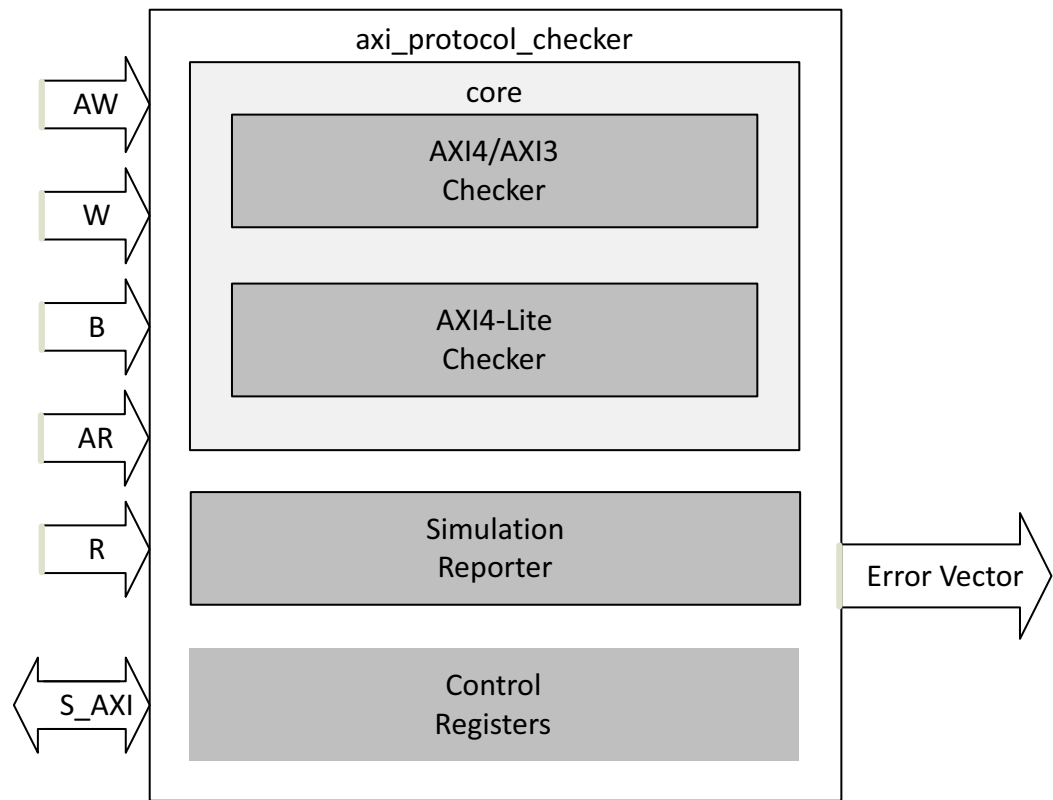 axi_protocol_checker
core
AXI4/AXI3
Checker
AXI4-Lite
Checker
Simulation
Reporter
Control
Registers
AW
W
B
AR
R
S_AXI
Error Vector